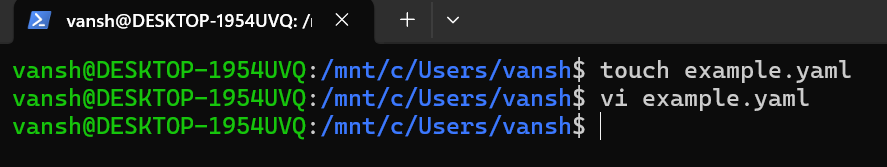 vansh@DESKTOP-1954UVQ: /
vansh@DESKTOP-1954UVQ:/mnt/c/Users/vansh$ touch example.yaml
vansh@DESKTOP-1954UVQ:/mnt/c/Users/vansh$ vi example.yaml
vansh@DESKTOP-1954UVQ:/mnt/c/Users/vansh$